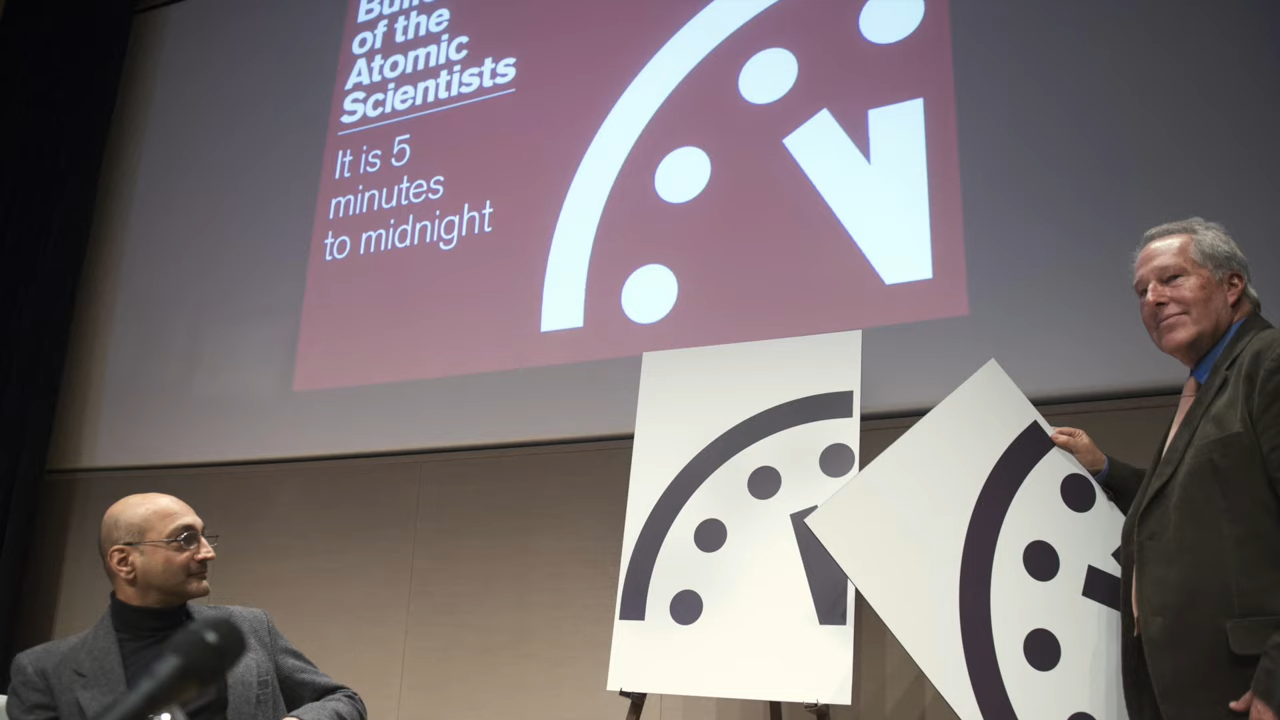 of the
Atomic
Scientists
It is 5
minutes
to midnight